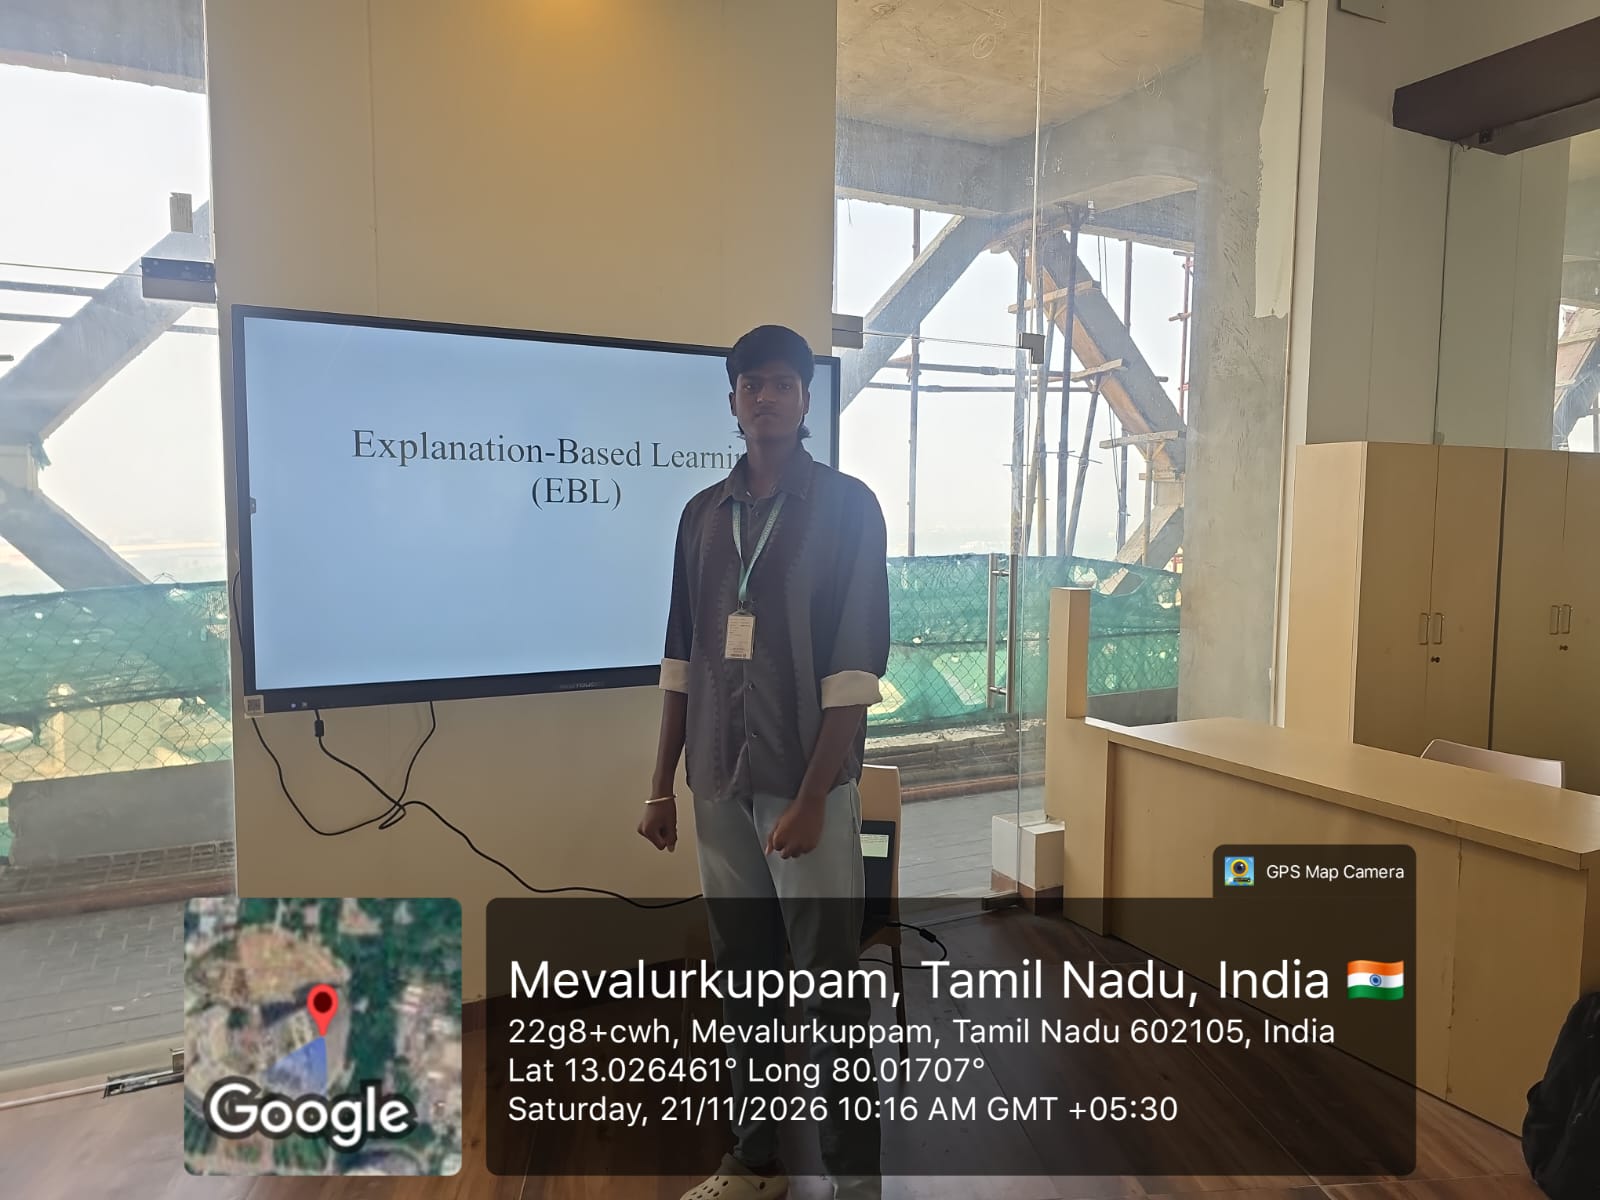 Explanation-Based Learnin
(EBL)
GPS Map Camera
Mevalurkuppam, Tamil Nadu, India
22g8+cwh, Mevalurkuppam, Tamil Nadu 602105, India
Lat 13.026461° Long 80.01707°
Saturday, 21/11/2026 10:16 AM GMT +05:30
Google